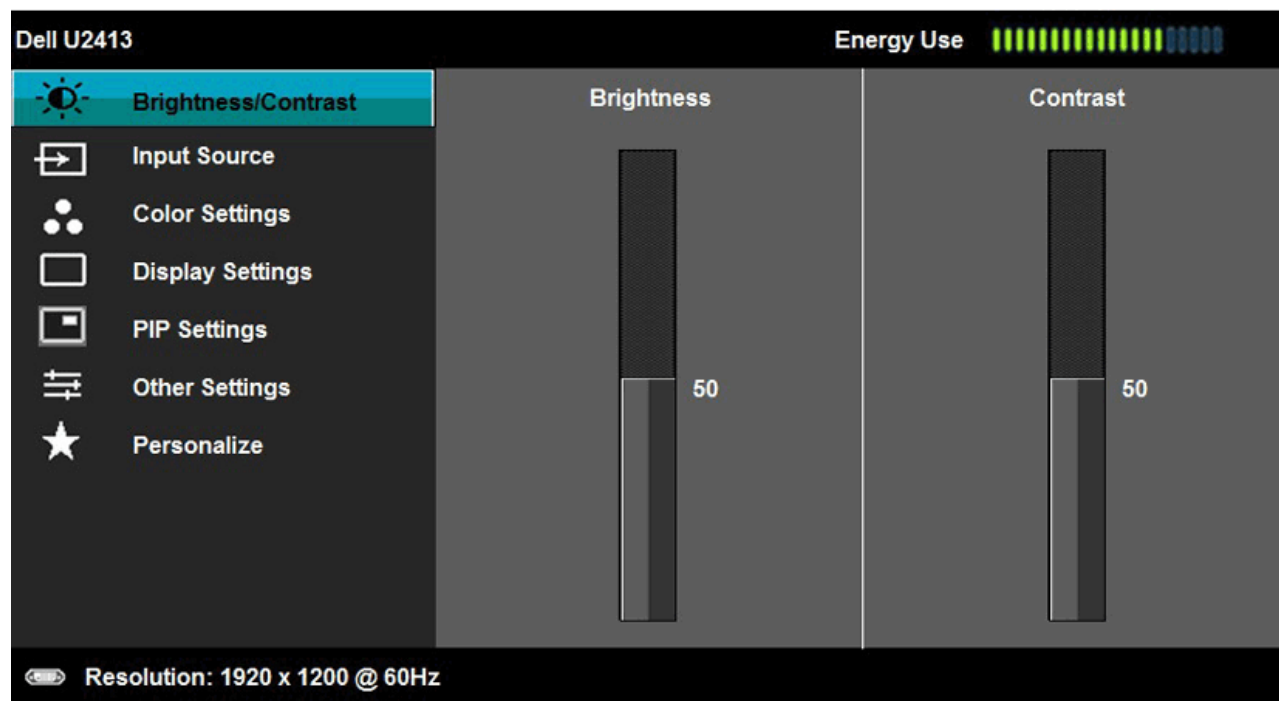 Dell U2413 Energy Use
Brightness/Contrast
Input Source
Color Settings
Display Settings
PIP Settings
Other Settings
Personalize
Brightness
50
Contrast
50
Resolution: 1920 x 1200 @ 60Hz